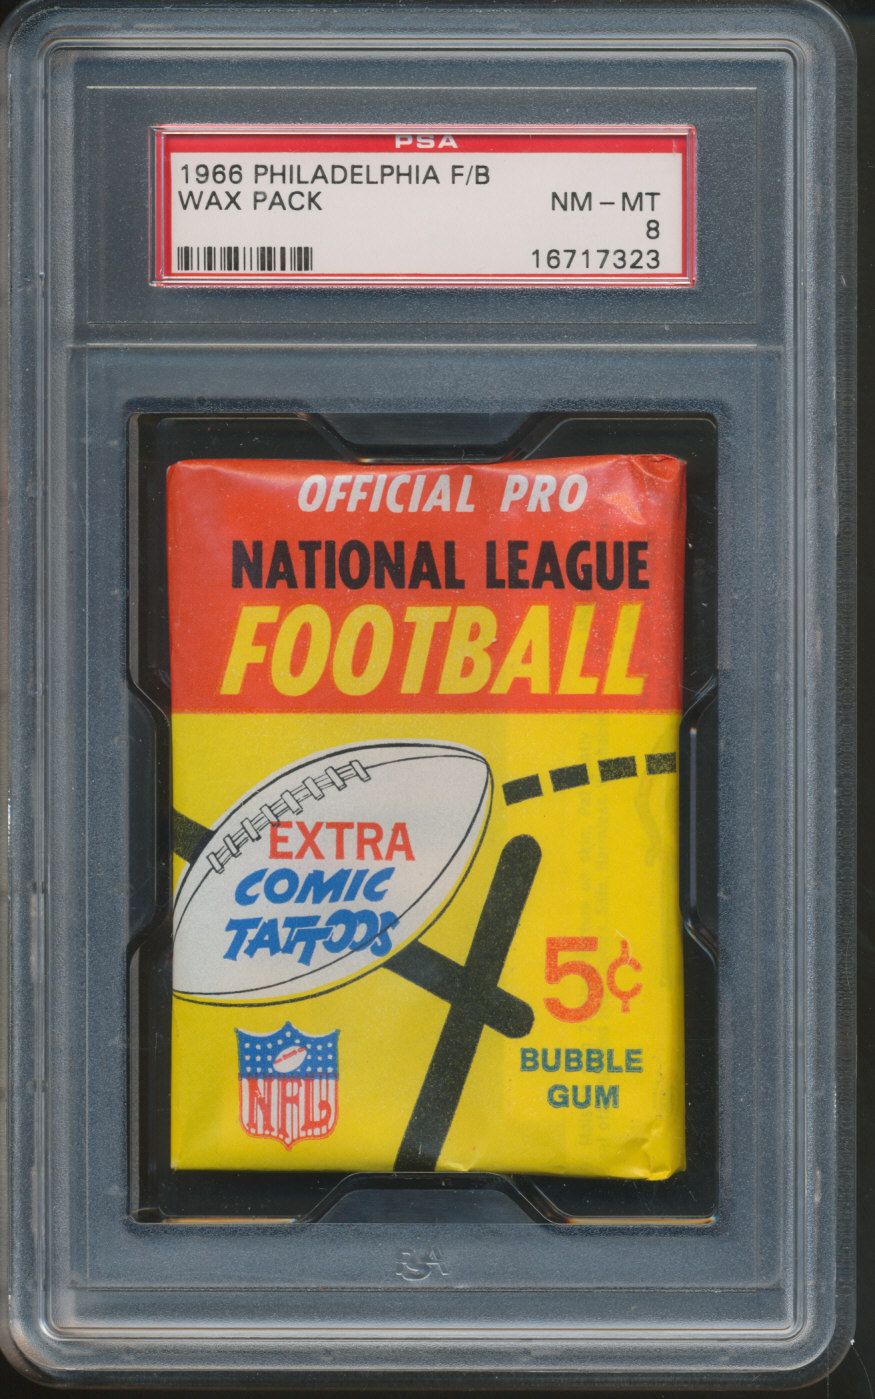 PSA
1966 PHILADELPHIA F/B
WAX PACK
NM - MT
8
16717323
OFFICIAL PRO
NATIONAL LEAGUE
FOOTBALL
EXTRA
COMIC
TATTOOS
5¢
BUBBLE
GUM
NFL
PSA